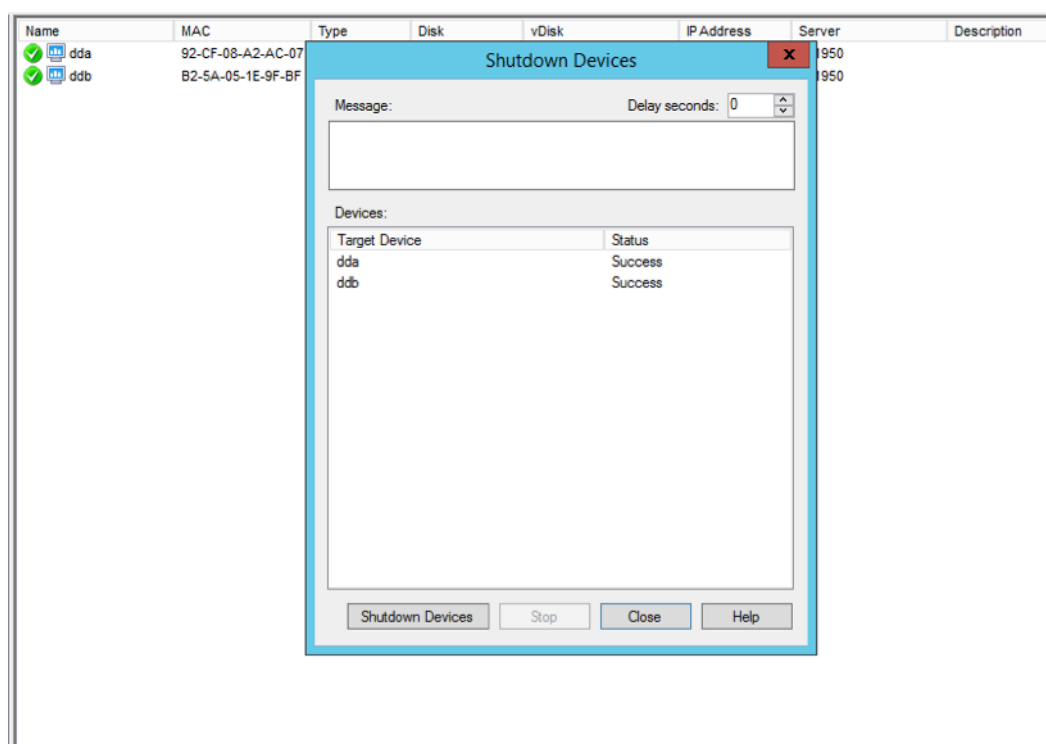 Name MAC Type Disk vDisk IP Address Server Description
dda 92-CF-08-A2-AC-07 1950
ddb B2-5A-05-1E-9F-BF 1950
Shutdown Devices x
Message: Delay seconds: 0
Devices:
Target Device Status
dda Success
ddb Success
Shutdown Devices Stop Close Help